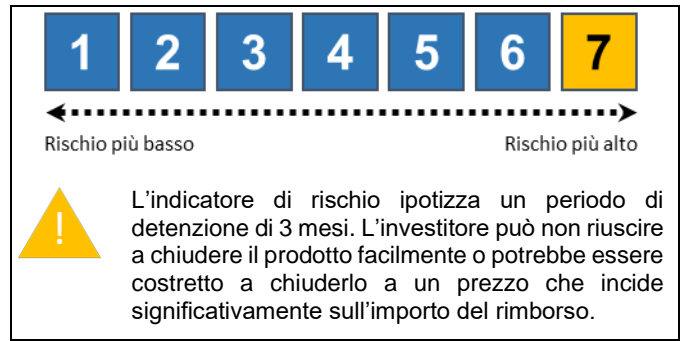 1 2 3 4 5 6 7
Rischio più basso Rischio più alto
!
L’indicatore di rischio ipotizza un periodo di
detenzione di 3 mesi. L’investitore può non riuscire
a chiudere il prodotto facilmente o potrebbe essere
costretto a chiuderlo a un prezzo che incide
significativamente sull’importo del rimborso.